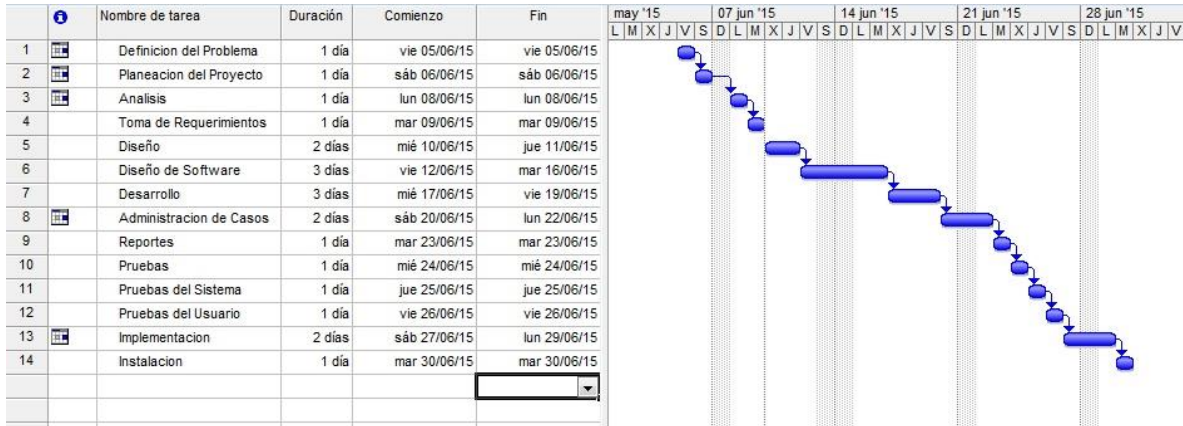 Nombre de tarea Duración Comienzo Fin may '15 07 jun '15 14 jun '15 21 jun '15 28 jun '15
L M X J V S D L M X J V S D L M X J V S D L M X J V S D L M X J V
1 Definicion del Problema 1 día vie 05/06/15 vie 05/06/15
2 Planeacion del Proyecto 1 día sáb 06/06/15 sáb 06/06/15
3 Analisis 1 día lun 08/06/15 lun 08/06/15
4 Toma de Requerimientos 1 día mar 09/06/15 mar 09/06/15
5 Diseño 2 días mié 10/06/15 jue 11/06/15
6 Diseño de Software 3 días vie 12/06/15 mar 16/06/15
7 Desarrollo 3 días mié 17/06/15 vie 19/06/15
8 Administracion de Casos 2 días sáb 20/06/15 lun 22/06/15
9 Reportes 1 día mar 23/06/15 mar 23/06/15
10 Pruebas 1 día mié 24/06/15 mié 24/06/15
11 Pruebas del Sistema 1 día jue 25/06/15 jue 25/06/15
12 Pruebas del Usuario 1 día vie 26/06/15 vie 26/06/15
13 Implementacion 2 días sáb 27/06/15 lun 29/06/15
14 Instalacion 1 día mar 30/06/15 mar 30/06/15